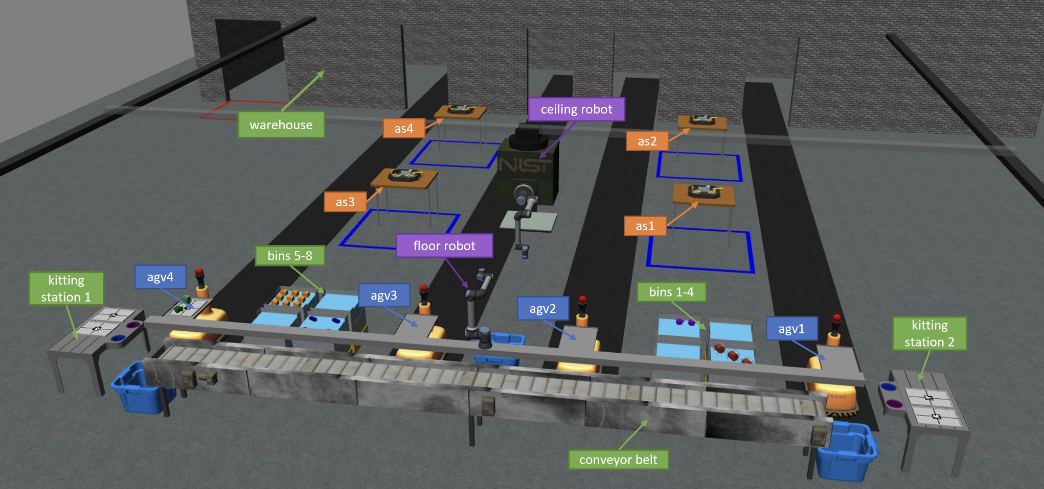 warehouse
as4
ceiling robot
as2
as3
NIST
as1
floor robot
bins 5-8
kitting
station 1
agv4
agv3
agv2
bins 1-4
agv1
kitting
station 2
conveyor belt